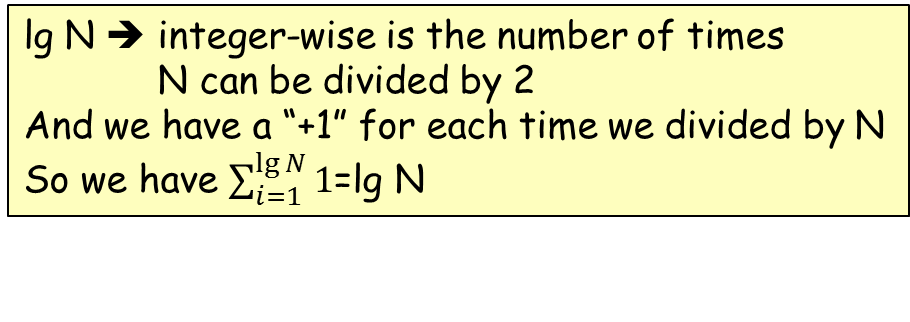 lg N ➔ integer-wise is the number of times
N can be divided by 2
And we have a “+1” for each time we divided by N
So we have ∑_{i=1}^{lg N} 1=lg N